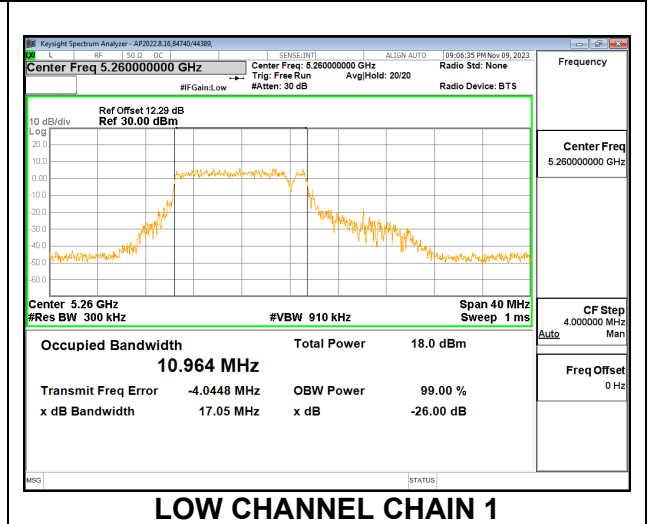 Keysight Spectrum Analyzer - AP2022.8.16,84740/44389,
L RF 50 Ω DC SENSE:INT ALIGN AUTO 09:06:35 PM Nov 09, 2023
Center Freq 5.260000000 GHz
Center Freq: 5.260000000 GHz Radio Std: None
Trig: Free Run Avg|Hold: 20/20
#IFGain:Low #Atten: 30 dB Radio Device: BTS
Ref Offset 12.29 dB
10 dB/div Ref 30.00 dBm
Log
20.0
10.0
0.00
-10.0
-20.0
-30.0
-40.0
-50.0
-60.0
Center 5.26 GHz Span 40 MHz
#Res BW 300 kHz #VBW 910 kHz Sweep 1 ms
Occupied Bandwidth Total Power 18.0 dBm
10.964 MHz
Transmit Freq Error -4.0448 MHz OBW Power 99.00 %
x dB Bandwidth 17.05 MHz x dB -26.00 dB
MSG STATUS
Frequency
Center Freq
5.260000000 GHz
CF Step
4.000000 MHz
Auto Man
Freq Offset
0 Hz
LOW CHANNEL CHAIN 1